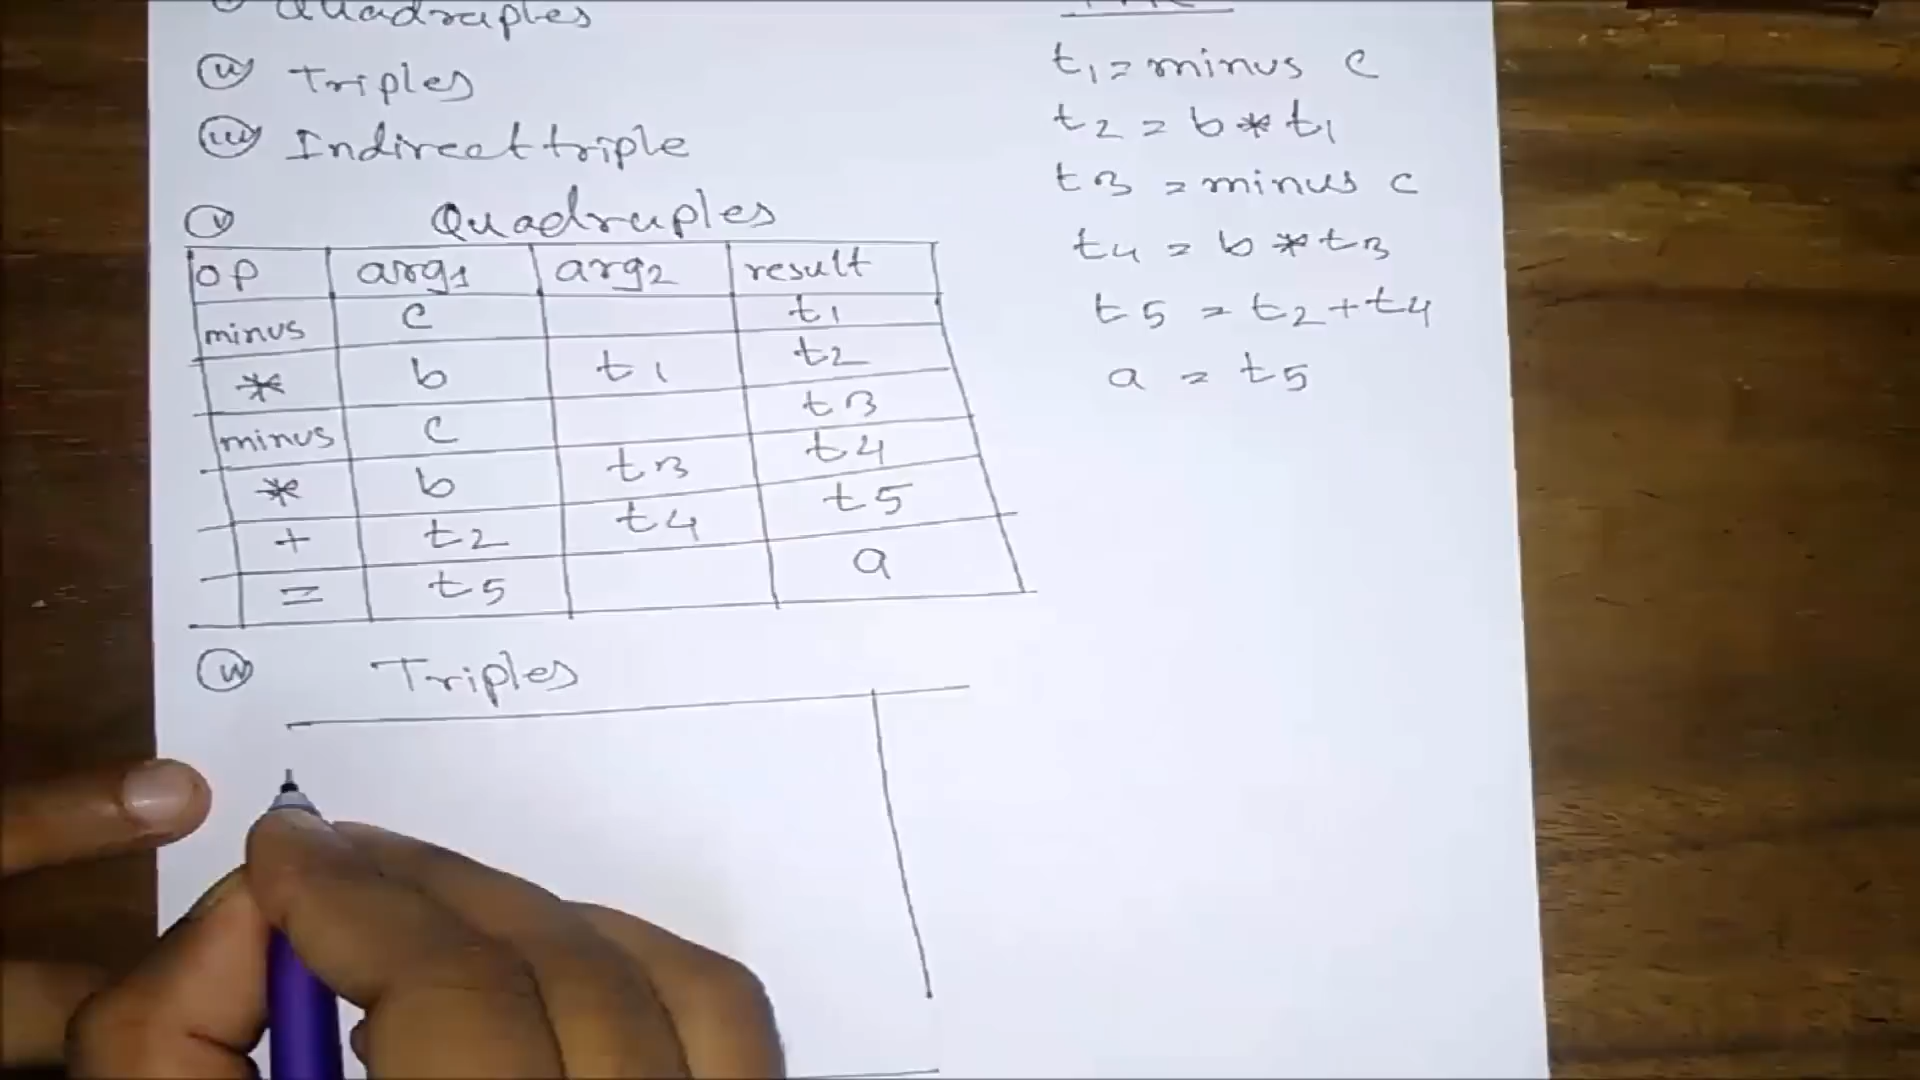 Quadruples
(ii) Triples
(iii) Indirect triple
(i) Quadruples
op arg1 arg2 result
minus c t1
* b t1 t2
minus c t3
* b t3 t4
+ t2 t4 t5
= t5 a
(ii) Triples
t1 = minus c
t2 = b * t1
t3 = minus c
t4 = b * t3
t5 = t2 + t4
a = t5